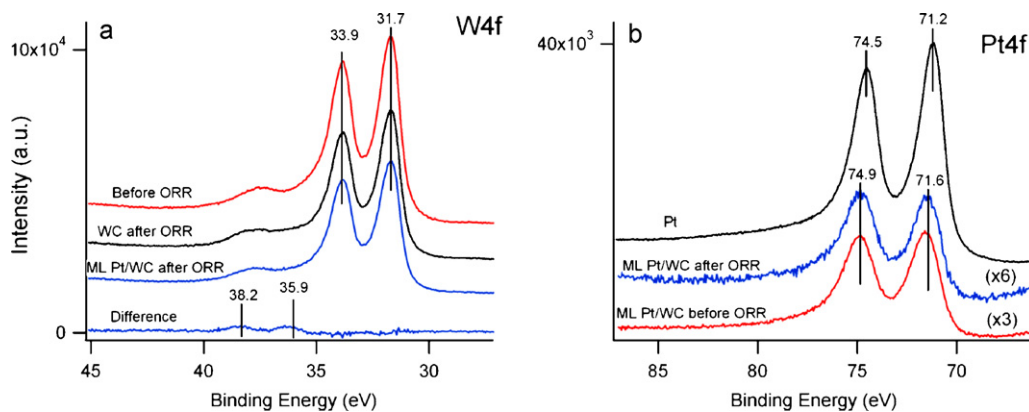 a
W4f
10x10⁴
33.9
31.7
Before ORR
WC after ORR
ML Pt/WC after ORR
38.2
35.9
Difference
0
45
40
35
30
Binding Energy (eV)
Intensity (a.u.)
b
Pt4f
40x10³
74.5
71.2
74.9
71.6
Pt
ML Pt/WC after ORR
(x6)
ML Pt/WC before ORR
(x3)
85
80
75
70
Binding Energy (eV)